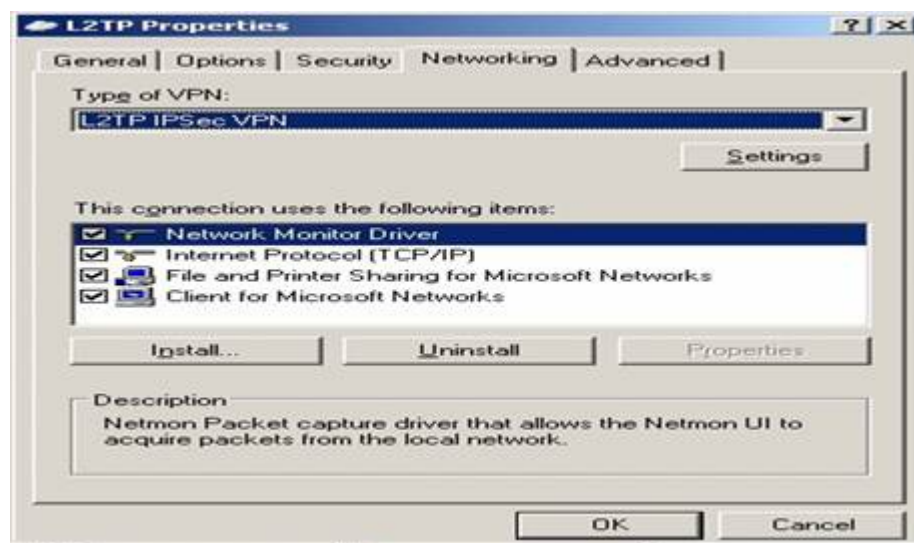 L2TP Properties
General Options Security Networking Advanced
Type of VPN:
L2TP IPSec VPN
Settings
This connection uses the following items:
Network Monitor Driver
Internet Protocol (TCP/IP)
File and Printer Sharing for Microsoft Networks
Client for Microsoft Networks
Install... Uninstall Properties
Description
Netmon Packet capture driver that allows the Netmon UI to
acquire packets from the local network.
OK Cancel